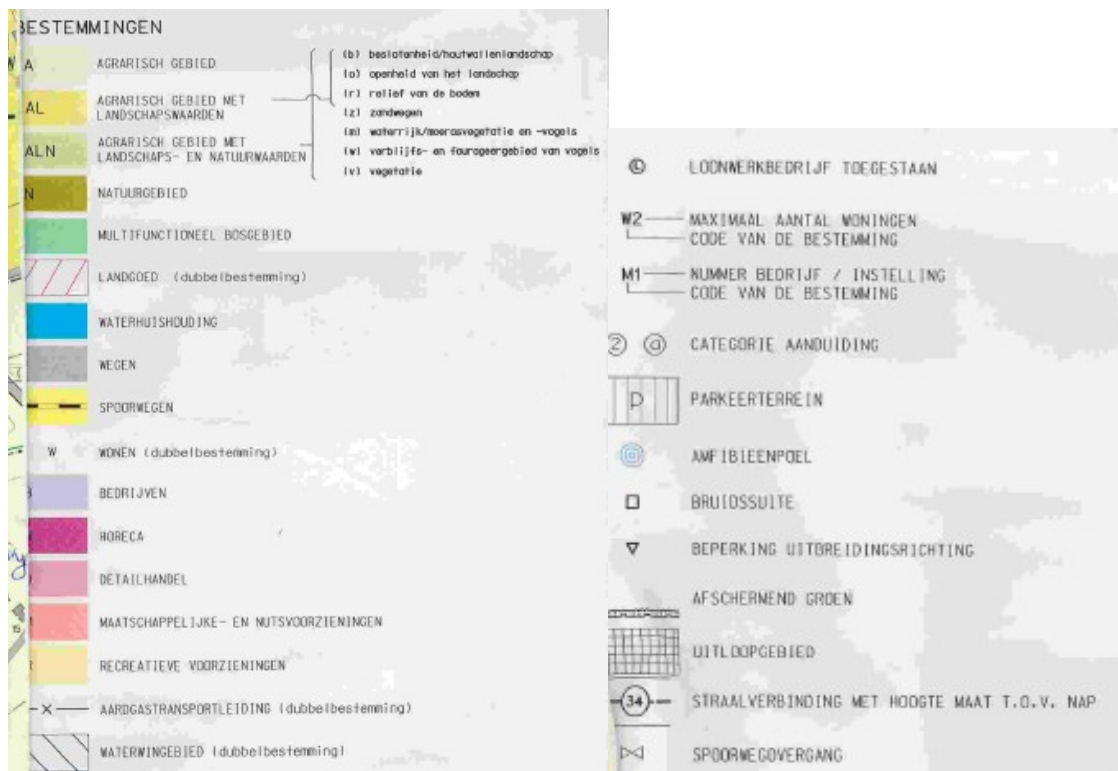 BESTEMMINGEN
A AGRARISCH GEBIED
AL AGRARISCH GEBIED MET
LANDSCHAPSWAARDEN
ALN AGRARISCH GEBIED MET
LANDSCHAPS- EN NATUURWAARDEN
(b) beslotenheid/houtwallenlandschap
(o) openheid van het landschap
(r) relief van de bodem
(z) zandwegen
(m) waterrijk/moerasvegetatie en -vogels
(w) verblijfs- en fourageergebied van vogels
(v) vegetatie
N NATUURGEBIED
MULTIFUNCTIONEEL BOSGEBIED
LANDGOED (dubbelbestemming)
WATERHUISHOUDING
WEGEN
SPOORWEGEN
W WONEN (dubbelbestemming)
BEDRIJVEN
HORECA
DETAILHANDEL
MAATSCHAPPELIJKE- EN NUTSVOORZIENINGEN
RECREATIEVE VOORZIENINGEN
AARDGASTRANSPORTLEIDING (dubbelbestemming)
WATERWINGEBIED (dubbelbestemming)
L LOONWERKBEDRIJF TOEGESTAAN
W2 MAXIMAAL AANTAL WONINGEN
CODE VAN DE BESTEMMING
M1 NUMMER BEDRIJF / INSTELLING
CODE VAN DE BESTEMMING
2 a CATEGORIE AANDUIDING
P PARKEERTERREIN
AMFIBIEENPOEL
BRUIDSSUITE
BEPERKING UITBREIDINGSRICHTING
AFSCHERMEND GROEN
UITLOOPGEBIED
34 STRAALVERBINDING MET HOOGTE MAAT T.O.V. NAP
SPOORWEGOVERGANG